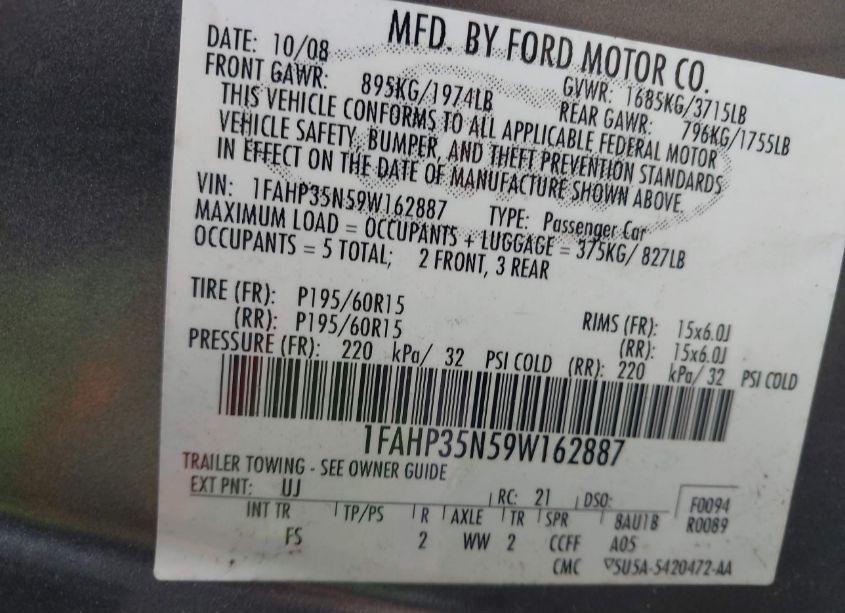 MFD. BY FORD MOTOR CO.
DATE: 10/08 GVWR: 1685KG/3715LB
FRONT GAWR: 895KG/1974LB REAR GAWR: 796KG/1755LB
THIS VEHICLE CONFORMS TO ALL APPLICABLE FEDERAL MOTOR
VEHICLE SAFETY, BUMPER, AND THEFT PREVENTION STANDARDS
IN EFFECT ON THE DATE OF MANUFACTURE SHOWN ABOVE.
VIN: 1FAHP35N59W162887 TYPE: Passenger Car
MAXIMUM LOAD = OCCUPANTS + LUGGAGE = 375KG/ 827LB
OCCUPANTS = 5 TOTAL; 2 FRONT, 3 REAR
TIRE (FR): P195/60R15 RIMS (FR): 15x6.0J
(RR): P195/60R15 (RR): 15x6.0J
PRESSURE (FR): 220 kPa/ 32 PSI COLD (RR): 220 kPa/ 32 PSI COLD
1FAHP35N59W162887
TRAILER TOWING - SEE OWNER GUIDE
EXT PNT: UJ RC: 21 DSO: F0094
INT TR TP/PS R AXLE TR SPR 8AU18 R0089
FS 2 WW 2 CCFF A05
CMC 5U5A-5420472-AA